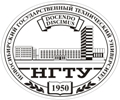 НОВОСИБИРСКИЙ ГОСУДАРСТВЕННЫЙ ТЕХНИЧЕСКИЙ УНИВЕРСИТЕТ
DOCENDO
DISCIMUS
НГТУ
1950